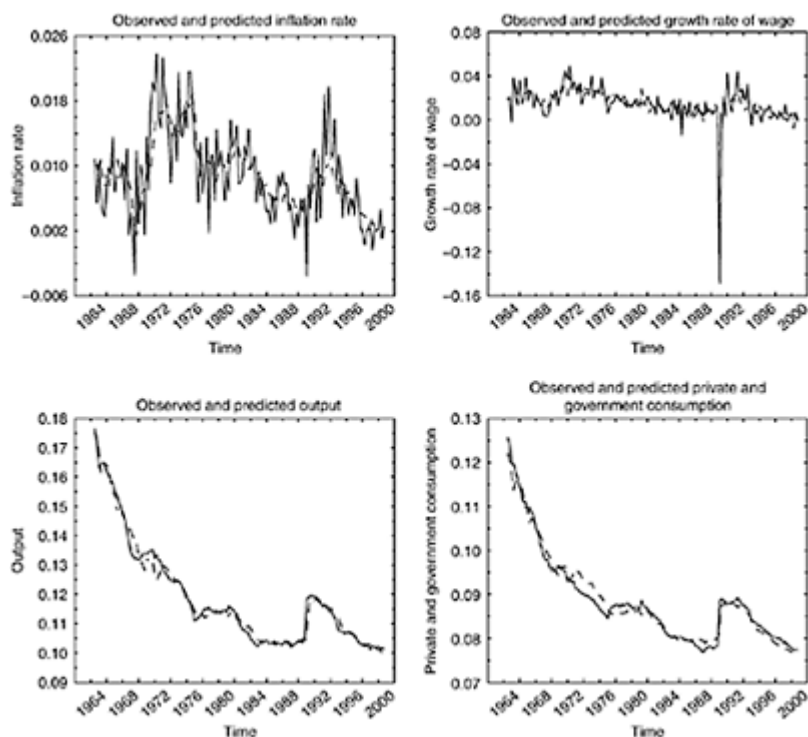 Observed and predicted inflation rate
0.026
0.018
0.010
0.002
−0.006
Inflation rate
1964 1968 1972 1976 1980 1984 1988 1992 1996 2000
Time
Observed and predicted growth rate of wage
0.08
0.04
0.00
−0.04
−0.08
−0.12
−0.16
Growth rate of wage
1964 1968 1972 1976 1980 1984 1988 1992 1996 2000
Time
Observed and predicted output
0.18
0.17
0.16
0.15
0.14
0.13
0.12
0.11
0.10
0.09
Output
1964 1968 1972 1976 1980 1984 1988 1992 1996 2000
Time
Observed and predicted private and
government consumption
0.13
0.12
0.11
0.10
0.09
0.08
0.07
Private and government consumption
1964 1968 1972 1976 1980 1984 1988 1992 1996 2000
Time